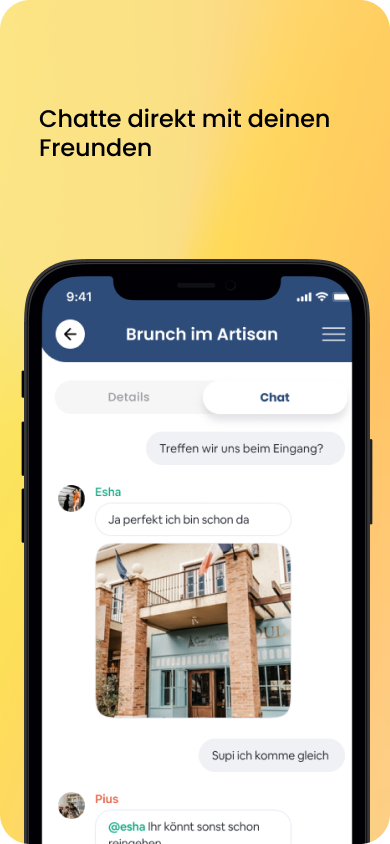 Chatte direkt mit deinen
Freunden
9:41
Brunch im Artisan
Details
Chat
Treffen wir uns beim Eingang?
Esha
Ja perfekt ich bin schon da
Supi ich komme gleich
Pius
@esha Ihr könnt sonst schon
reingehen